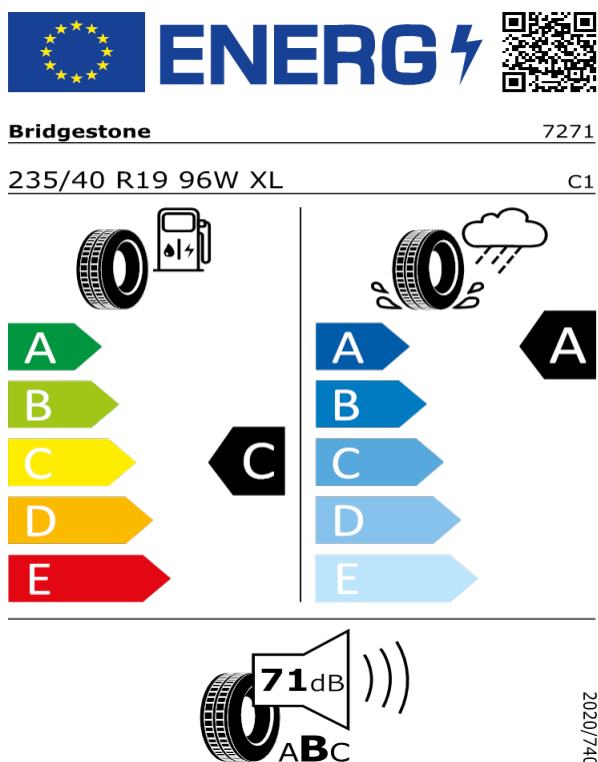 ENERG
Bridgestone 7271
235/40 R19 96W XL C1
A
B
C
D
E
C
A
B
C
D
E
A
71dB
ABC
2020/740